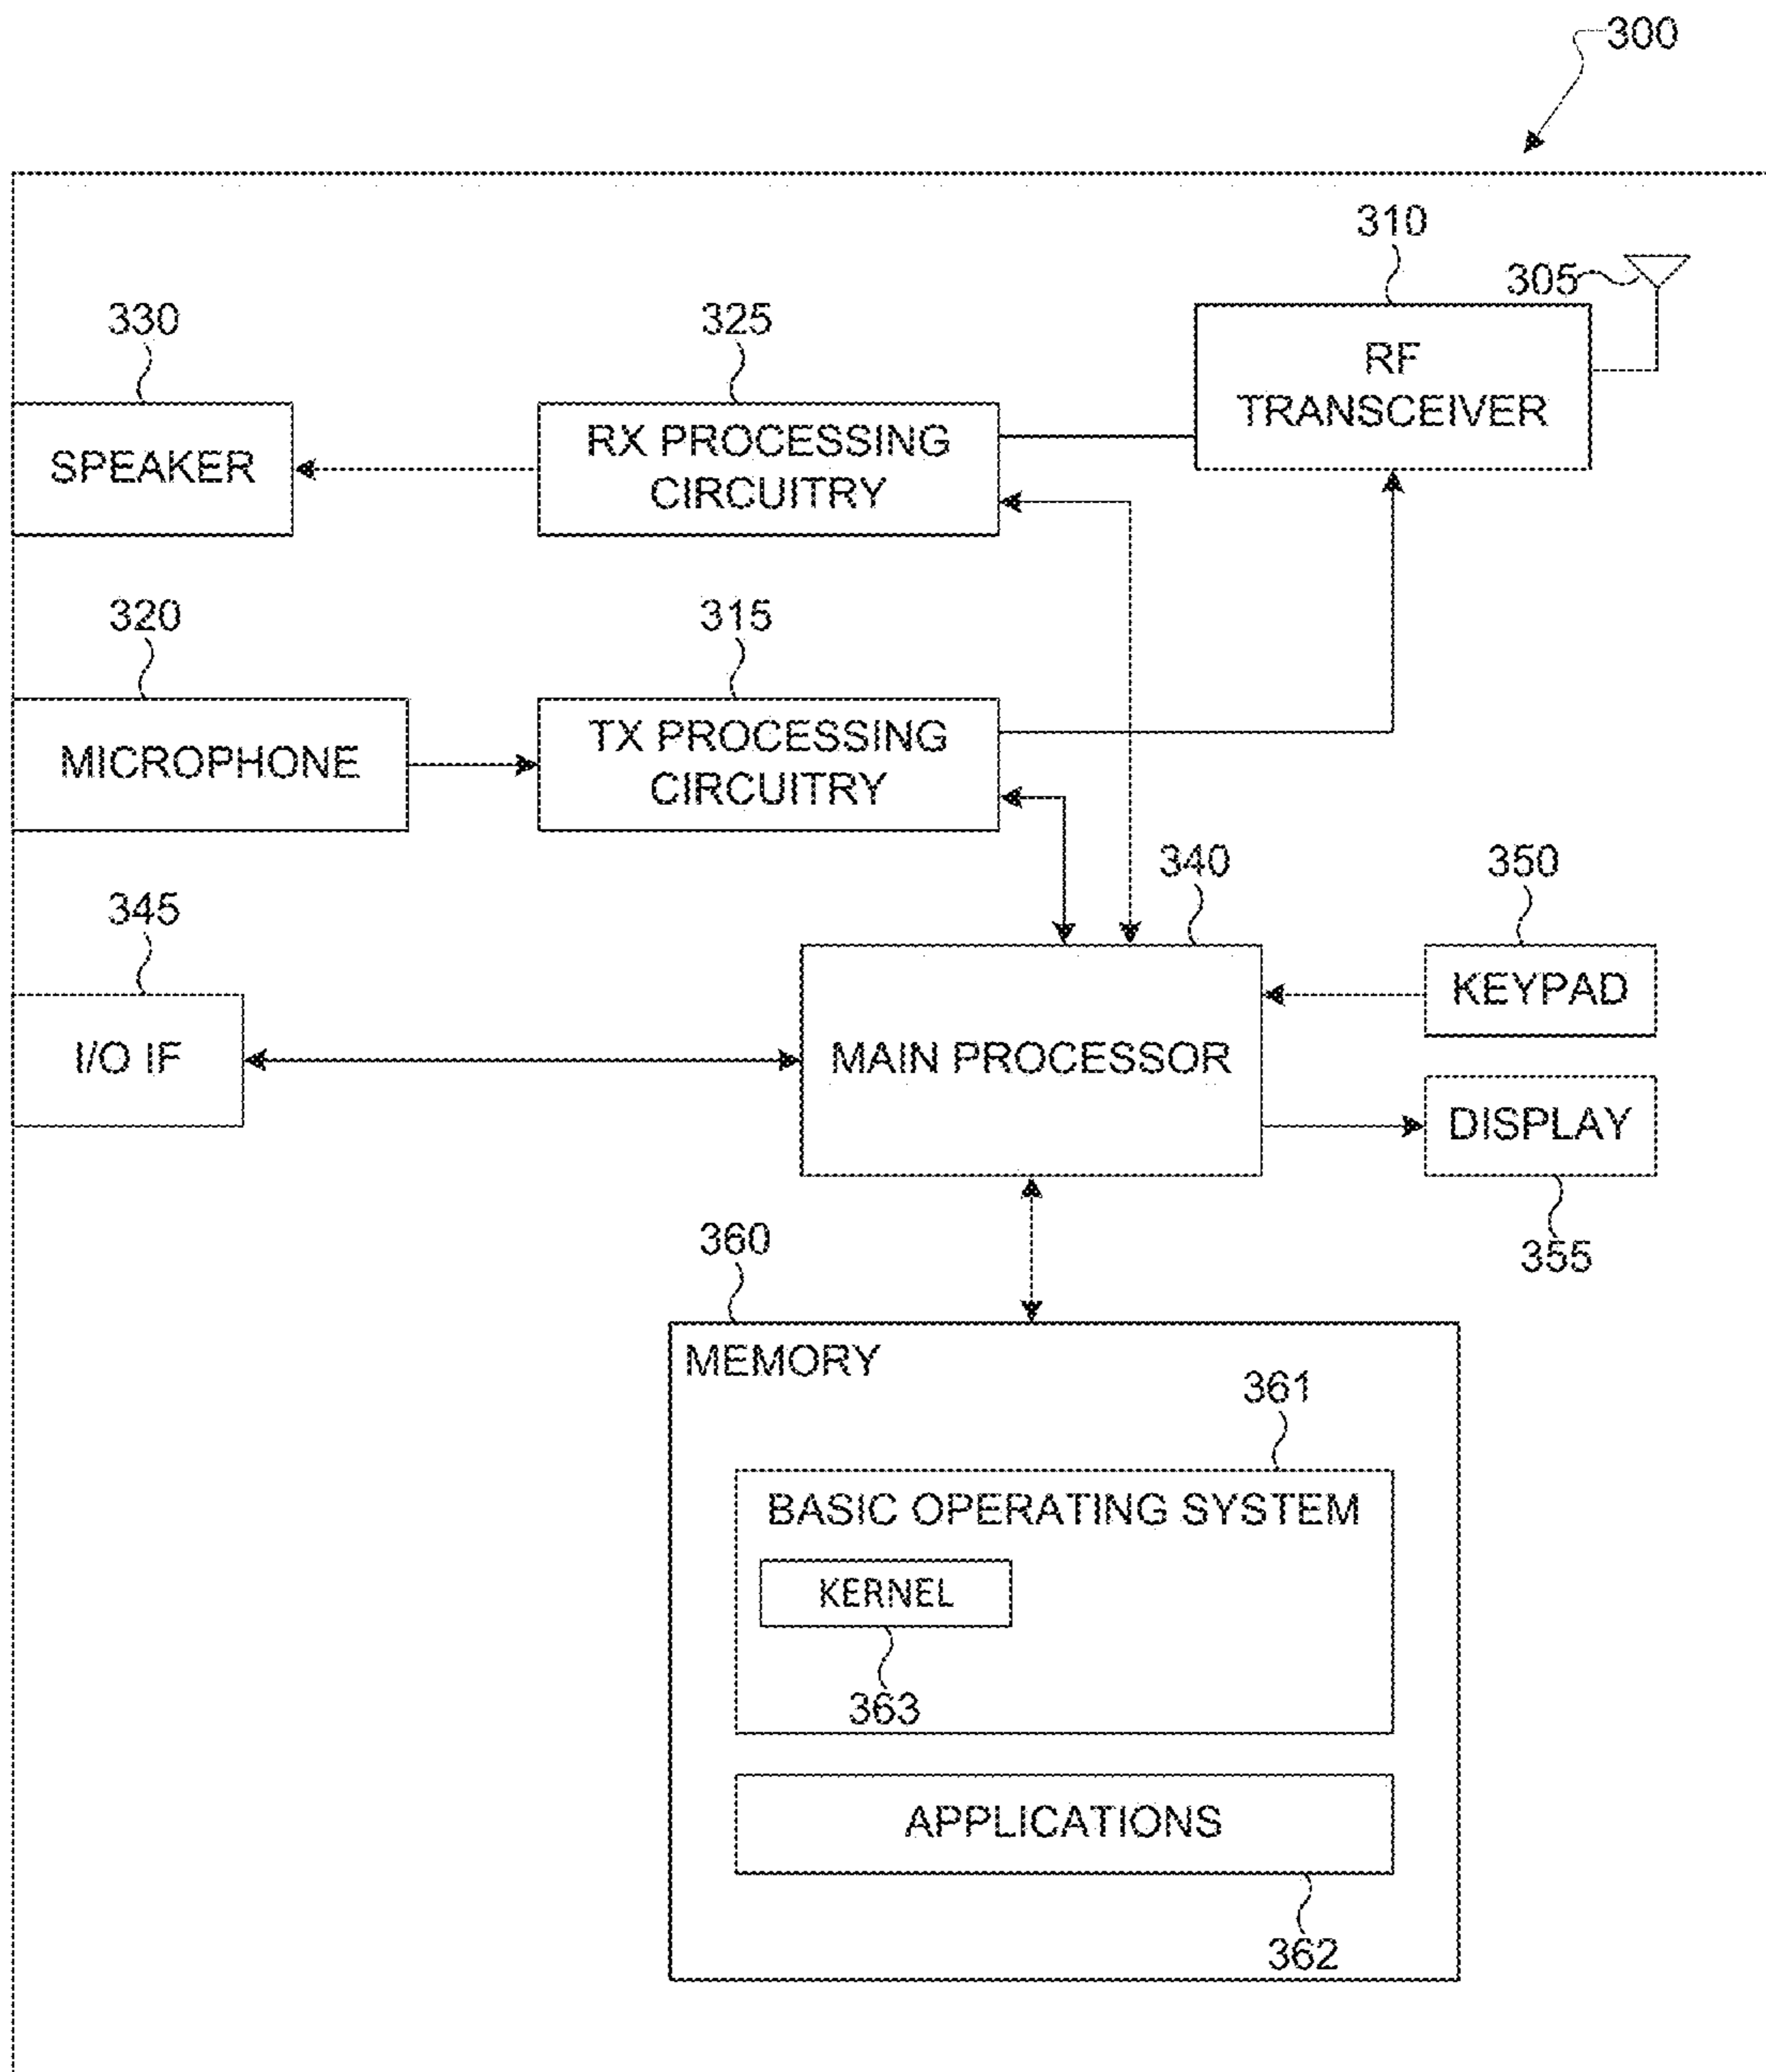 300
310
305
330
325
RF
TRANSCEIVER
SPEAKER
RX PROCESSING
CIRCUITRY
320
315
MICROPHONE
TX PROCESSING
CIRCUITRY
345
340
350
I/O IF
MAIN PROCESSOR
KEYPAD
DISPLAY
355
360
MEMORY
361
BASIC OPERATING SYSTEM
KERNEL
363
APPLICATIONS
362